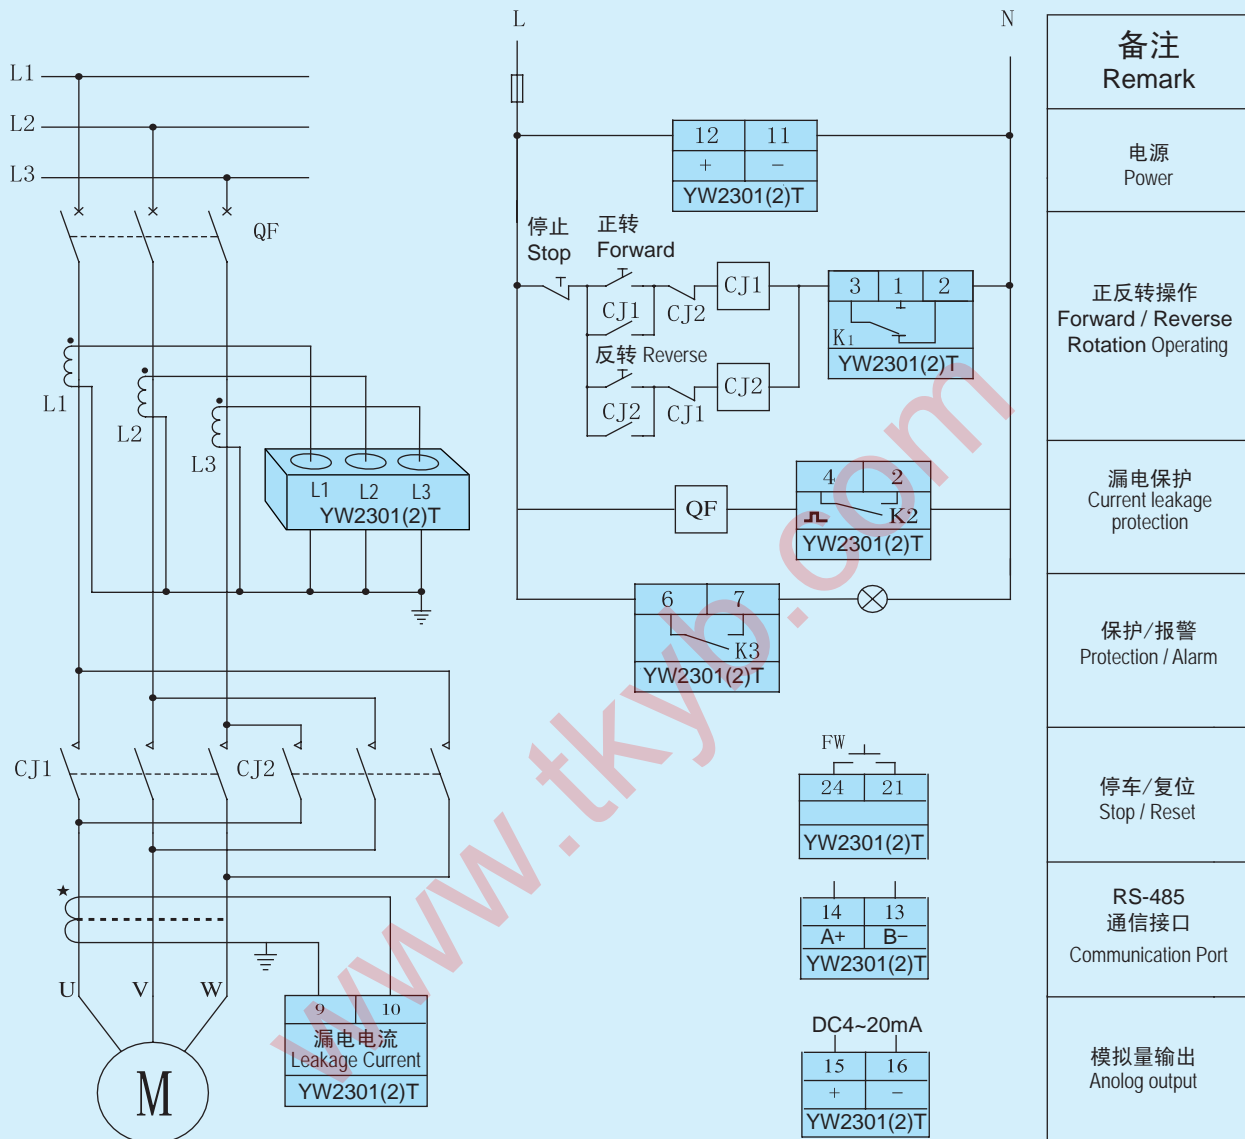 L1
L2
L3
QF
L1
L2
L3
L1 L2 L3
YW2301(2)T
CJ1
CJ2
★
U V W
9 10
漏电电流
Leakage Current
YW2301(2)T
M
L N
12 11
+ −
YW2301(2)T
停止
Stop
正转
Forward
CJ1
CJ1
CJ2
反转 Reverse
CJ2
CJ2
CJ1
3 1 2
K1
YW2301(2)T
QF
4 2
K2
YW2301(2)T
6 7
K3
YW2301(2)T
FW
24 21
YW2301(2)T
14 13
A+ B−
YW2301(2)T
DC4~20mA
15 16
+ −
YW2301(2)T
备注
Remark
电源
Power
正反转操作
Forward / Reverse
Rotation Operating
漏电保护
Current leakage
protection
保护/报警
Protection / Alarm
停车/复位
Stop / Reset
RS-485
通信接口
Communication Port
模拟量输出
Anolog output
www.tkyb.com